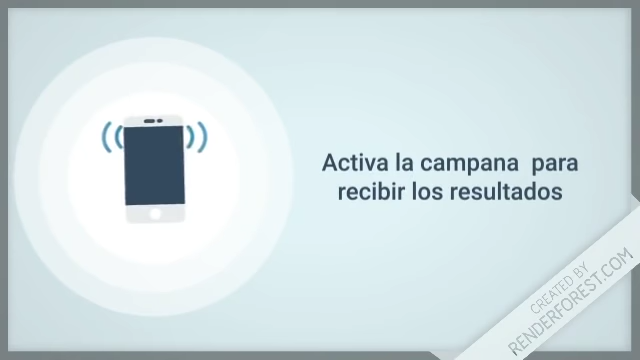 Activa la campana  para
recibir los resultados
CREATED BY
RENDERFOREST.COM